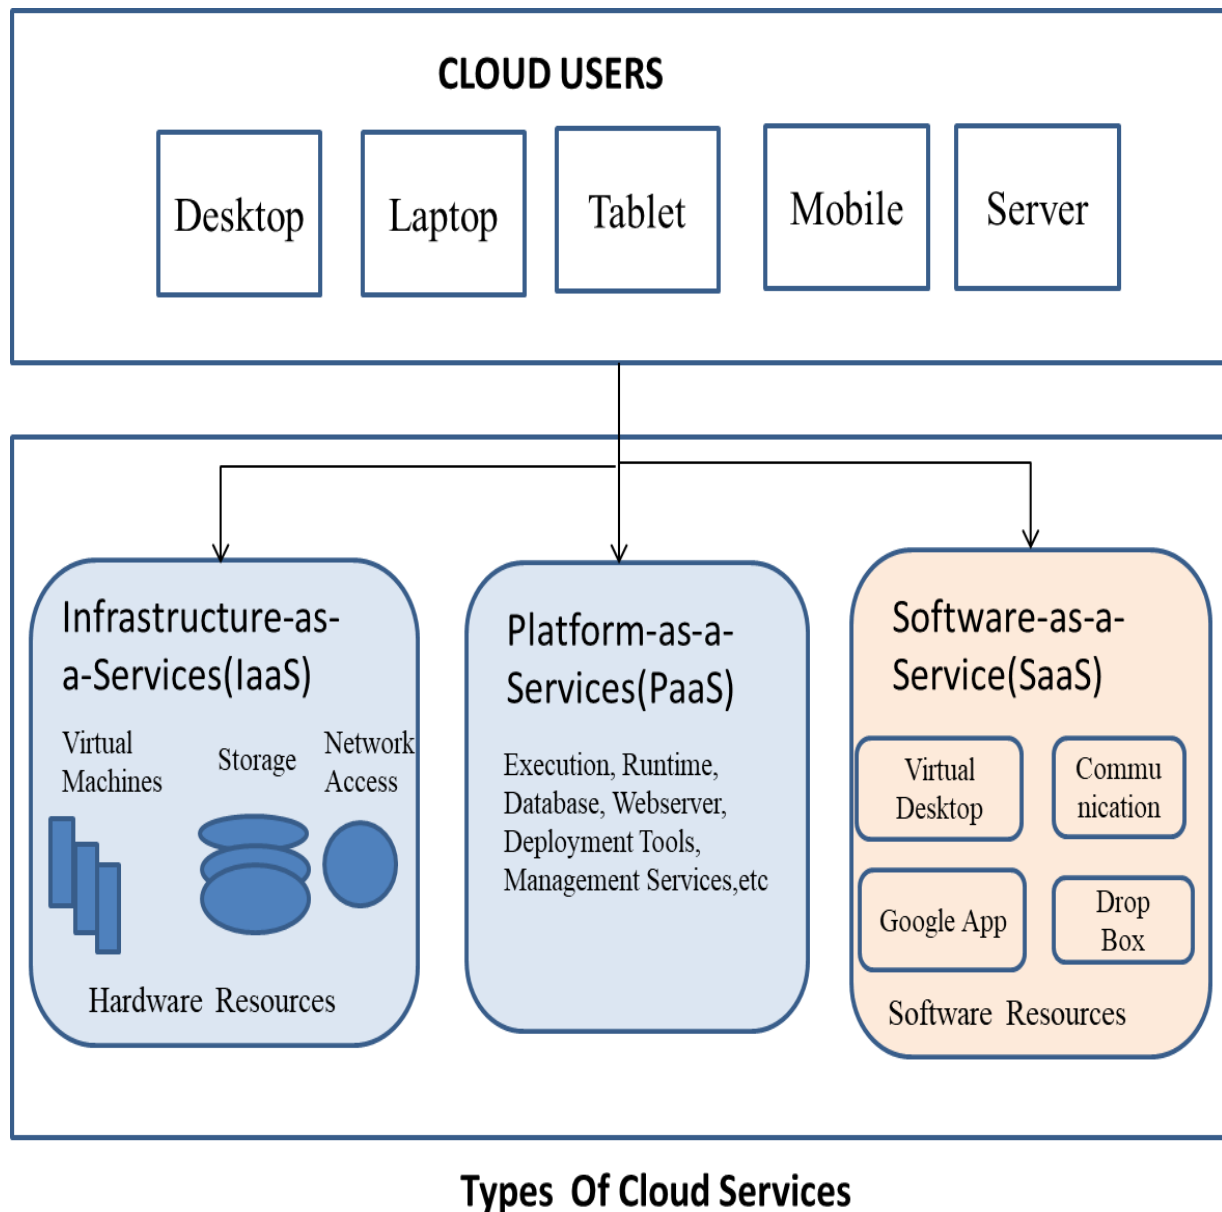 CLOUD USERS
Desktop
Laptop
Tablet
Mobile
Server
Infrastructure-as-
a-Services(IaaS)
Virtual
Machines
Storage
Network
Access
Hardware Resources
Platform-as-a-
Services(PaaS)
Execution, Runtime,
Database, Webserver,
Deployment Tools,
Management Services,etc
Software-as-a-
Service(SaaS)
Virtual
Desktop
Commu
nication
Google App
Drop
Box
Software Resources
Types Of Cloud Services